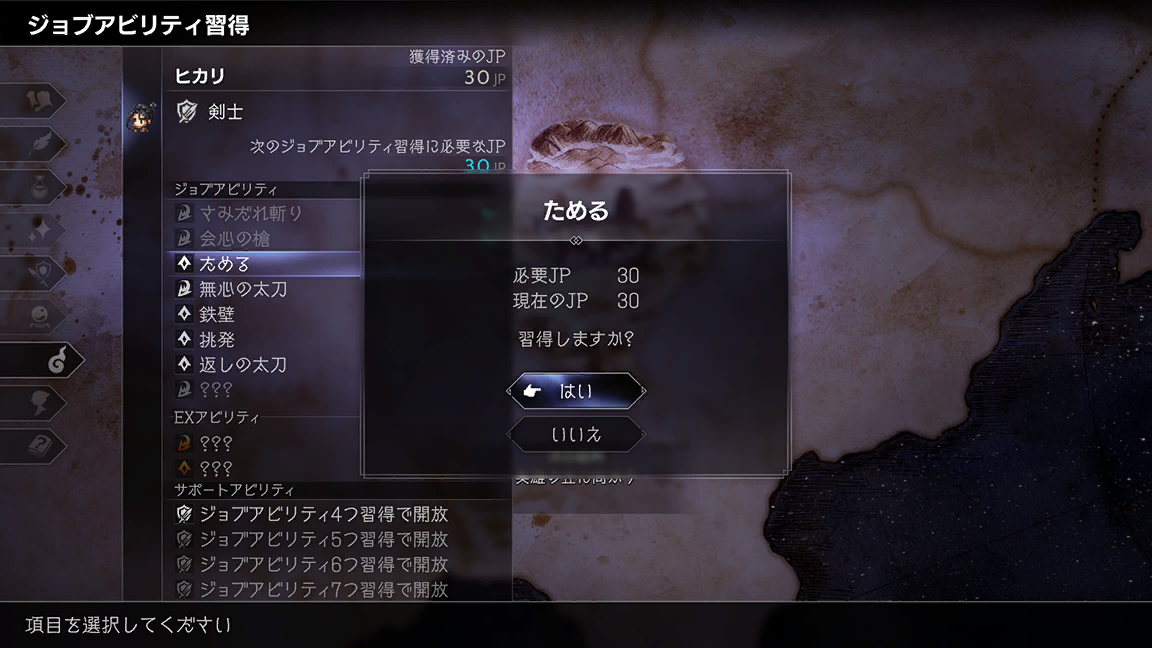 ジョブアビリティ習得
獲得済みのJP
ヒカリ
30JP
剣士
次のジョブアビリティ習得に必要なJP
30JP
ジョブアビリティ
さみだれ斬り
会心の槍
ためる
無心の太刀
鉄壁
挑発
返しの太刀
???
EXアビリティ
???
???
サポートアビリティ
ジョブアビリティ4つ習得で開放
ジョブアビリティ5つ習得で開放
ジョブアビリティ6つ習得で開放
ジョブアビリティ7つ習得で開放
ためる
必要JP 30
現在のJP 30
習得しますか?
はい
いいえ
項目を選択してください